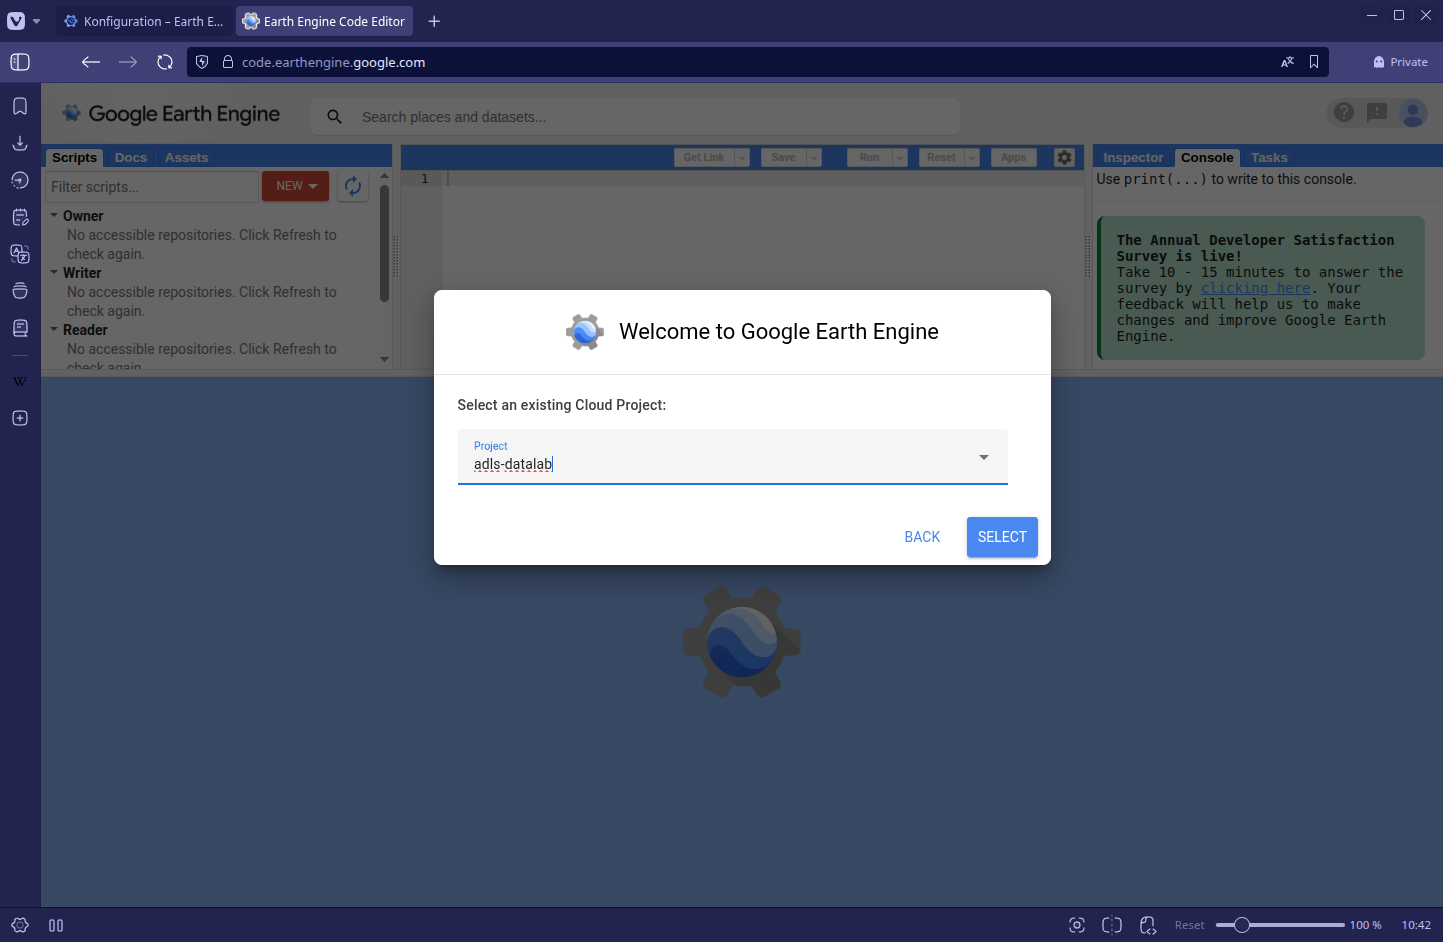 Konfiguration – Earth E...
Earth Engine Code Editor
code.earthengine.google.com
Private
Google Earth Engine
Search places and datasets...
Scripts
Docs
Assets
Get Link
Save
Run
Reset
Apps
Inspector
Console
Tasks
Filter scripts...
NEW
1
Use print(...) to write to this console.
Owner
No accessible repositories. Click Refresh to
check again.
Writer
No accessible repositories. Click Refresh to
check again.
Reader
No accessible repositories. Click Refresh to
check again.
The Annual Developer Satisfaction
Survey is live!
Take 10 - 15 minutes to answer the
survey by clicking here. Your
feedback will help us to make
changes and improve Google Earth
Engine.
W
Welcome to Google Earth Engine
Select an existing Cloud Project:
Project
adls-datalab
BACK
SELECT
Reset
100 %
10:42